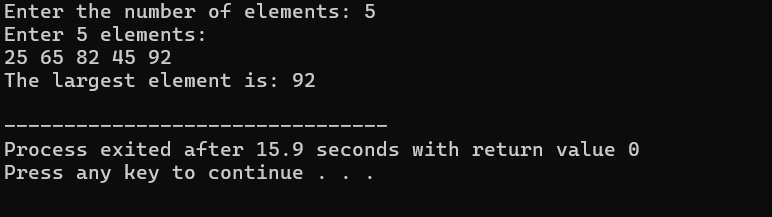 Enter the number of elements: 5
Enter 5 elements:
25 65 82 45 92
The largest element is: 92
--------------------------------
Process exited after 15.9 seconds with return value 0
Press any key to continue . . .